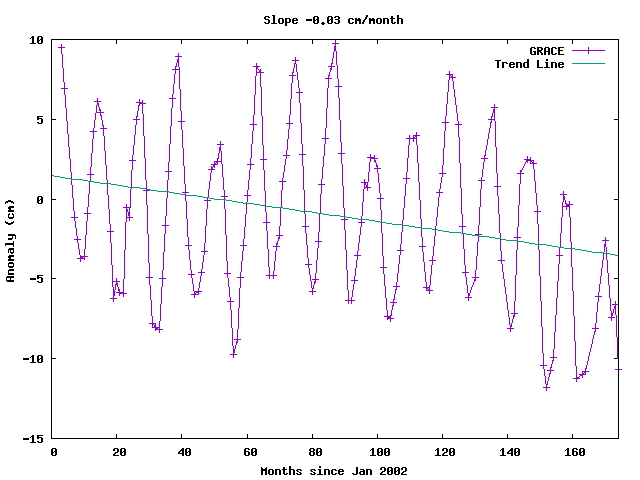 Slope -0.03 cm/month
GRACE
Trend Line
10
5
0
-5
-10
-15
Anomaly (cm)
0 20 40 60 80 100 120 140 160
Months since Jan 2002